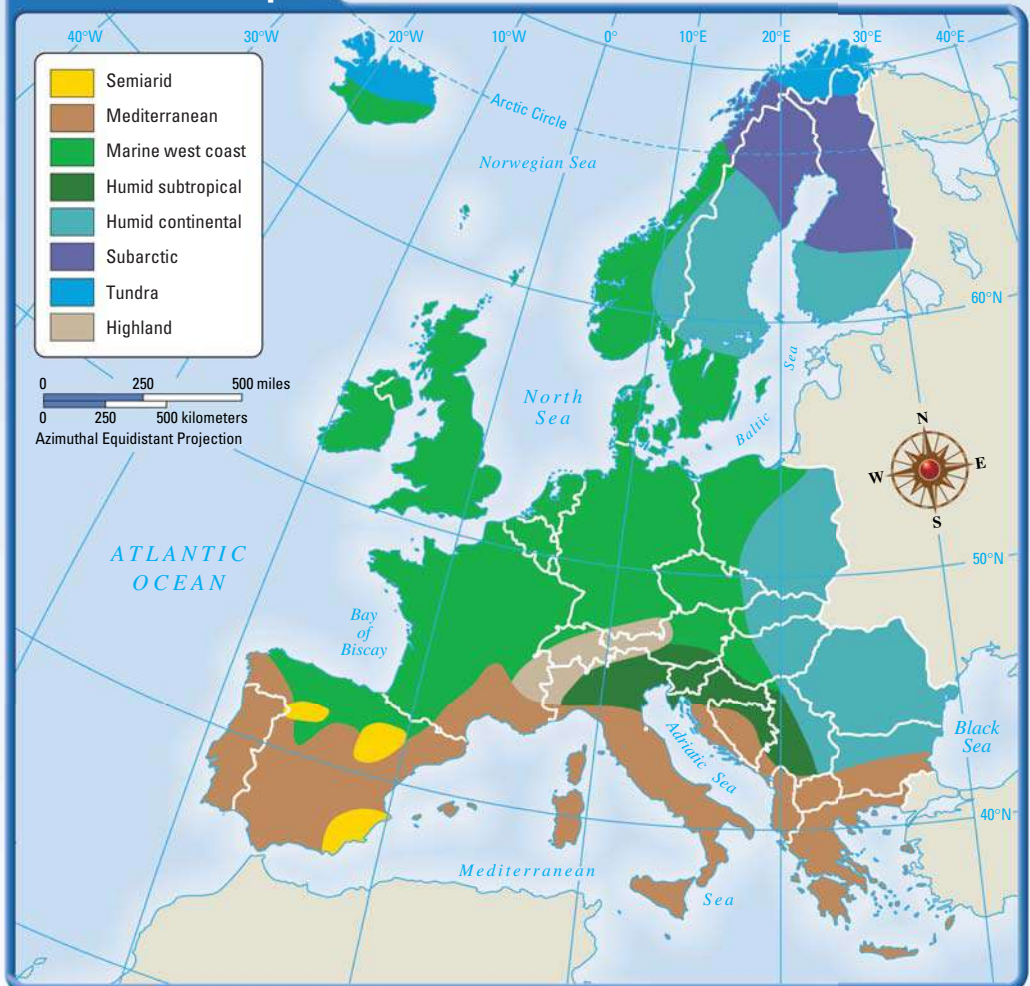 40°W
30°W
20°W
10°W
0°
10°E
20°E
30°E
40°E
Semiarid
Mediterranean
Marine west coast
Humid subtropical
Humid continental
Subarctic
Tundra
Highland
0 250 500 miles
0 250 500 kilometers
Azimuthal Equidistant Projection
Arctic Circle
Norwegian Sea
60°N
North
Sea
Baltic
Sea
N
W E
S
ATLANTIC
OCEAN
50°N
Bay
of
Biscay
Adriatic Sea
Black
Sea
40°N
Mediterranean
Sea